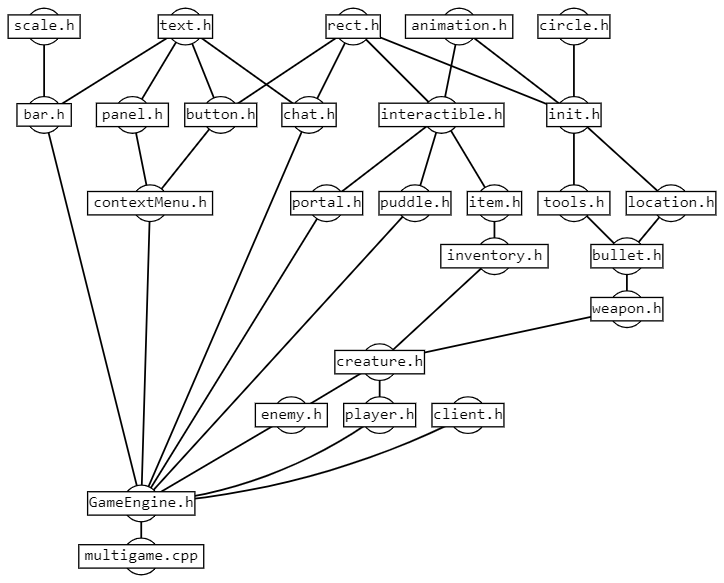 scale.h
text.h
rect.h
animation.h
circle.h
bar.h
panel.h
button.h
chat.h
interactible.h
init.h
contextMenu.h
portal.h
puddle.h
item.h
tools.h
location.h
inventory.h
bullet.h
weapon.h
creature.h
enemy.h
player.h
client.h
GameEngine.h
multigame.cpp